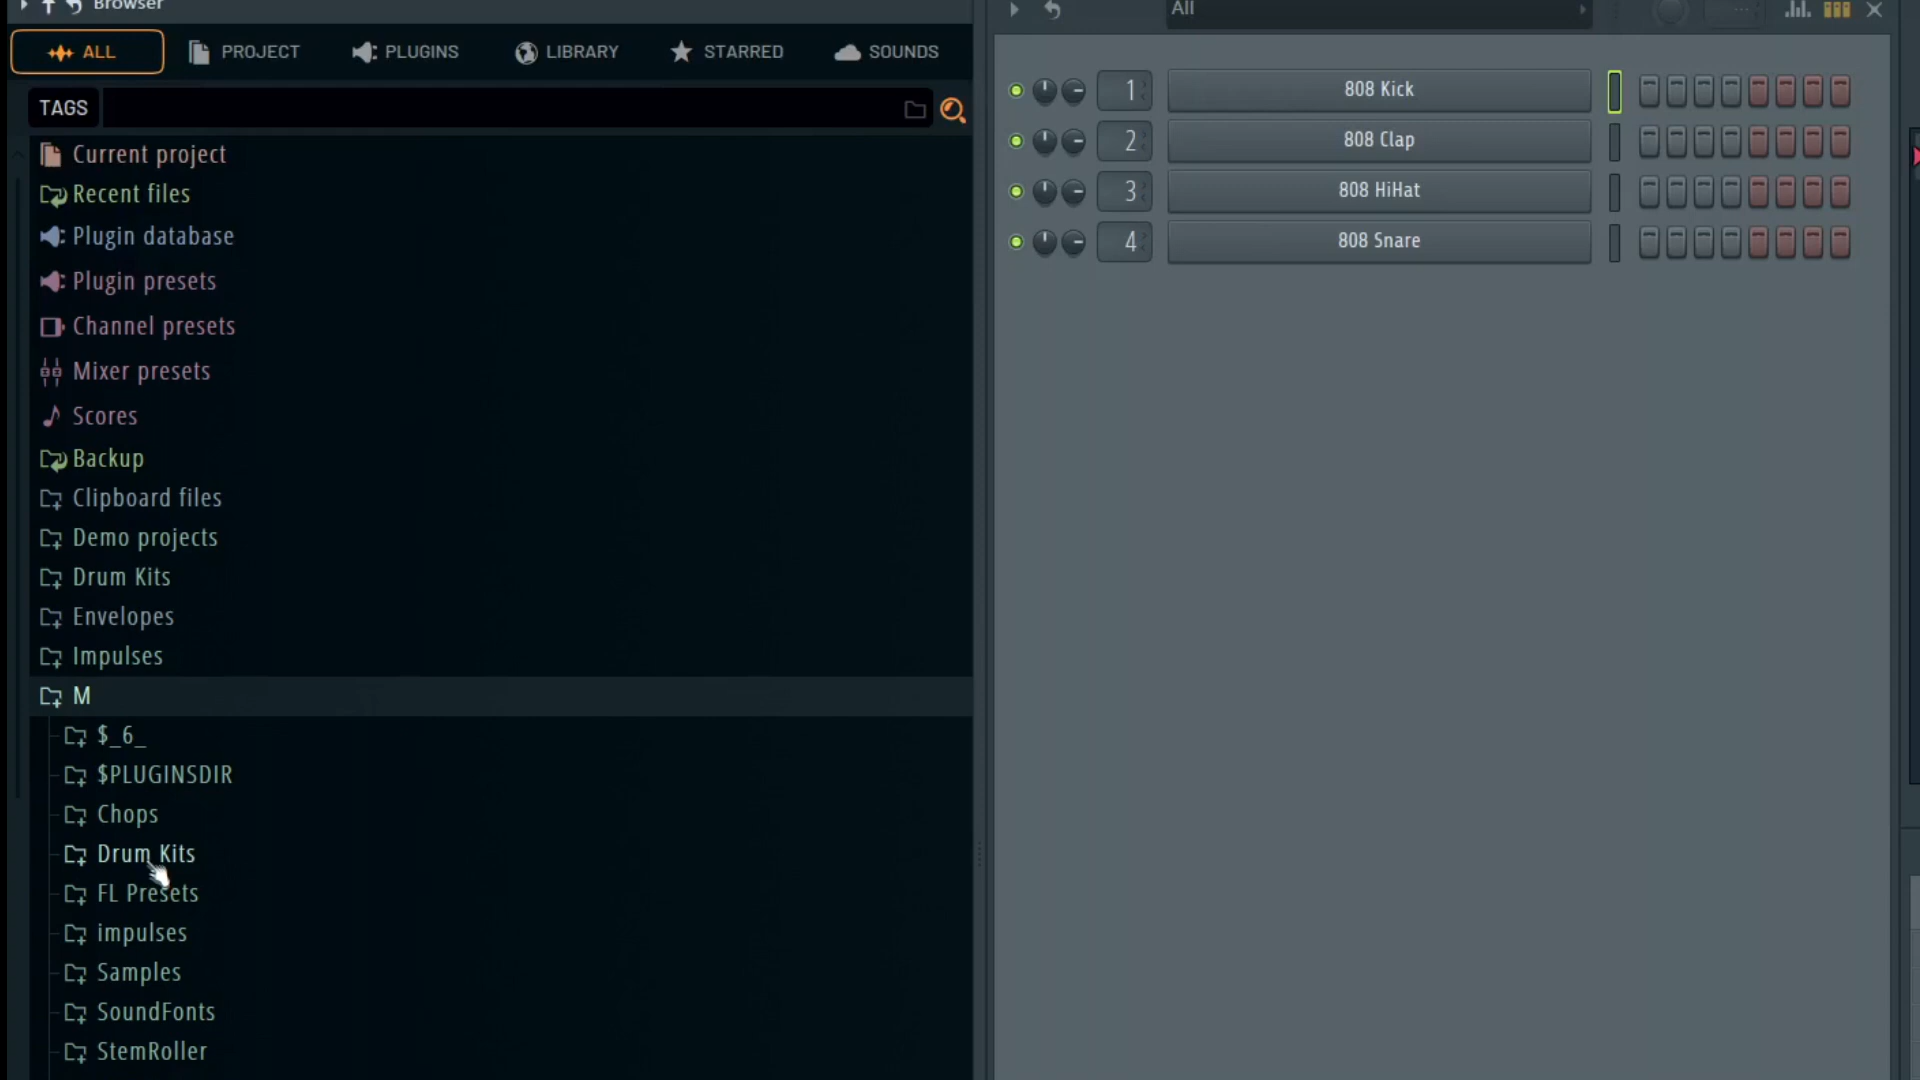 Browser
All
ALL
PROJECT
PLUGINS
LIBRARY
STARRED
SOUNDS
TAGS
Current project
Recent files
Plugin database
Plugin presets
Channel presets
Mixer presets
Scores
Backup
Clipboard files
Demo projects
Drum Kits
Envelopes
Impulses
M
$_6_
$PLUGINSDIR
Chops
Drum Kits
FL Presets
impulses
Samples
SoundFonts
StemRoller
1 808 Kick
2 808 Clap
3 808 HiHat
4 808 Snare